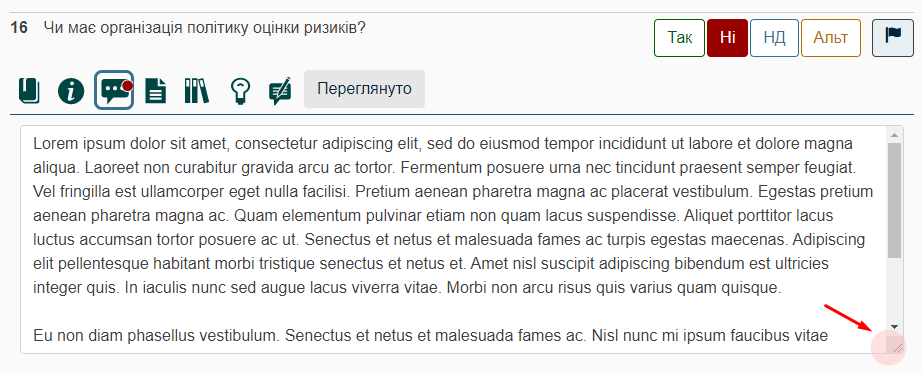 16 Чи має організація політику оцінки ризиків?
Так Ні НД Альт
Переглянуто
Lorem ipsum dolor sit amet, consectetur adipiscing elit, sed do eiusmod tempor incididunt ut labore et dolore magna
aliqua. Laoreet non curabitur gravida arcu ac tortor. Fermentum posuere urna nec tincidunt praesent semper feugiat.
Vel fringilla est ullamcorper eget nulla facilisi. Pretium aenean pharetra magna ac placerat vestibulum. Egestas pretium
aenean pharetra magna ac. Quam elementum pulvinar etiam non quam lacus suspendisse. Aliquet porttitor lacus
luctus accumsan tortor posuere ac ut. Senectus et netus et malesuada fames ac turpis egestas maecenas. Adipiscing
elit pellentesque habitant morbi tristique senectus et netus et. Amet nisl suscipit adipiscing bibendum est ultricies
integer quis. In iaculis nunc sed augue lacus viverra vitae. Morbi non arcu risus quis varius quam quisque.
Eu non diam phasellus vestibulum. Senectus et netus et malesuada fames ac. Nisl nunc mi ipsum faucibus vitae